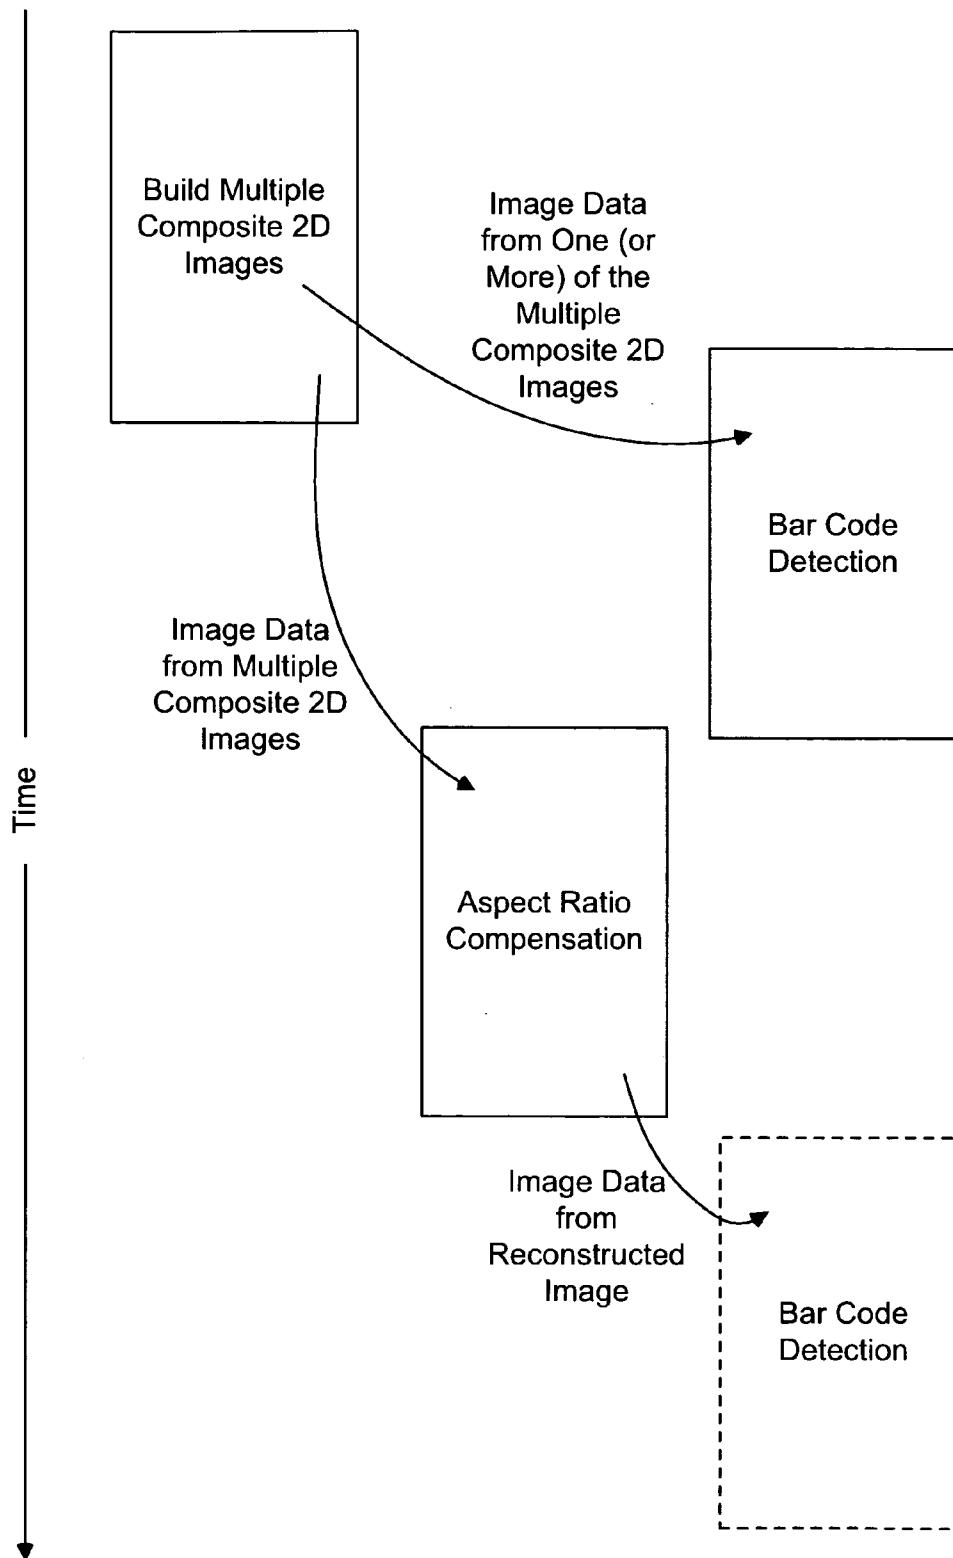 Build Multiple
Composite 2D
Images
Image Data
from One (or
More) of the
Multiple
Composite 2D
Images
Bar Code
Detection
Image Data
from Multiple
Composite 2D
Images
Time
Aspect Ratio
Compensation
Image Data
from
Reconstructed
Image
Bar Code
Detection